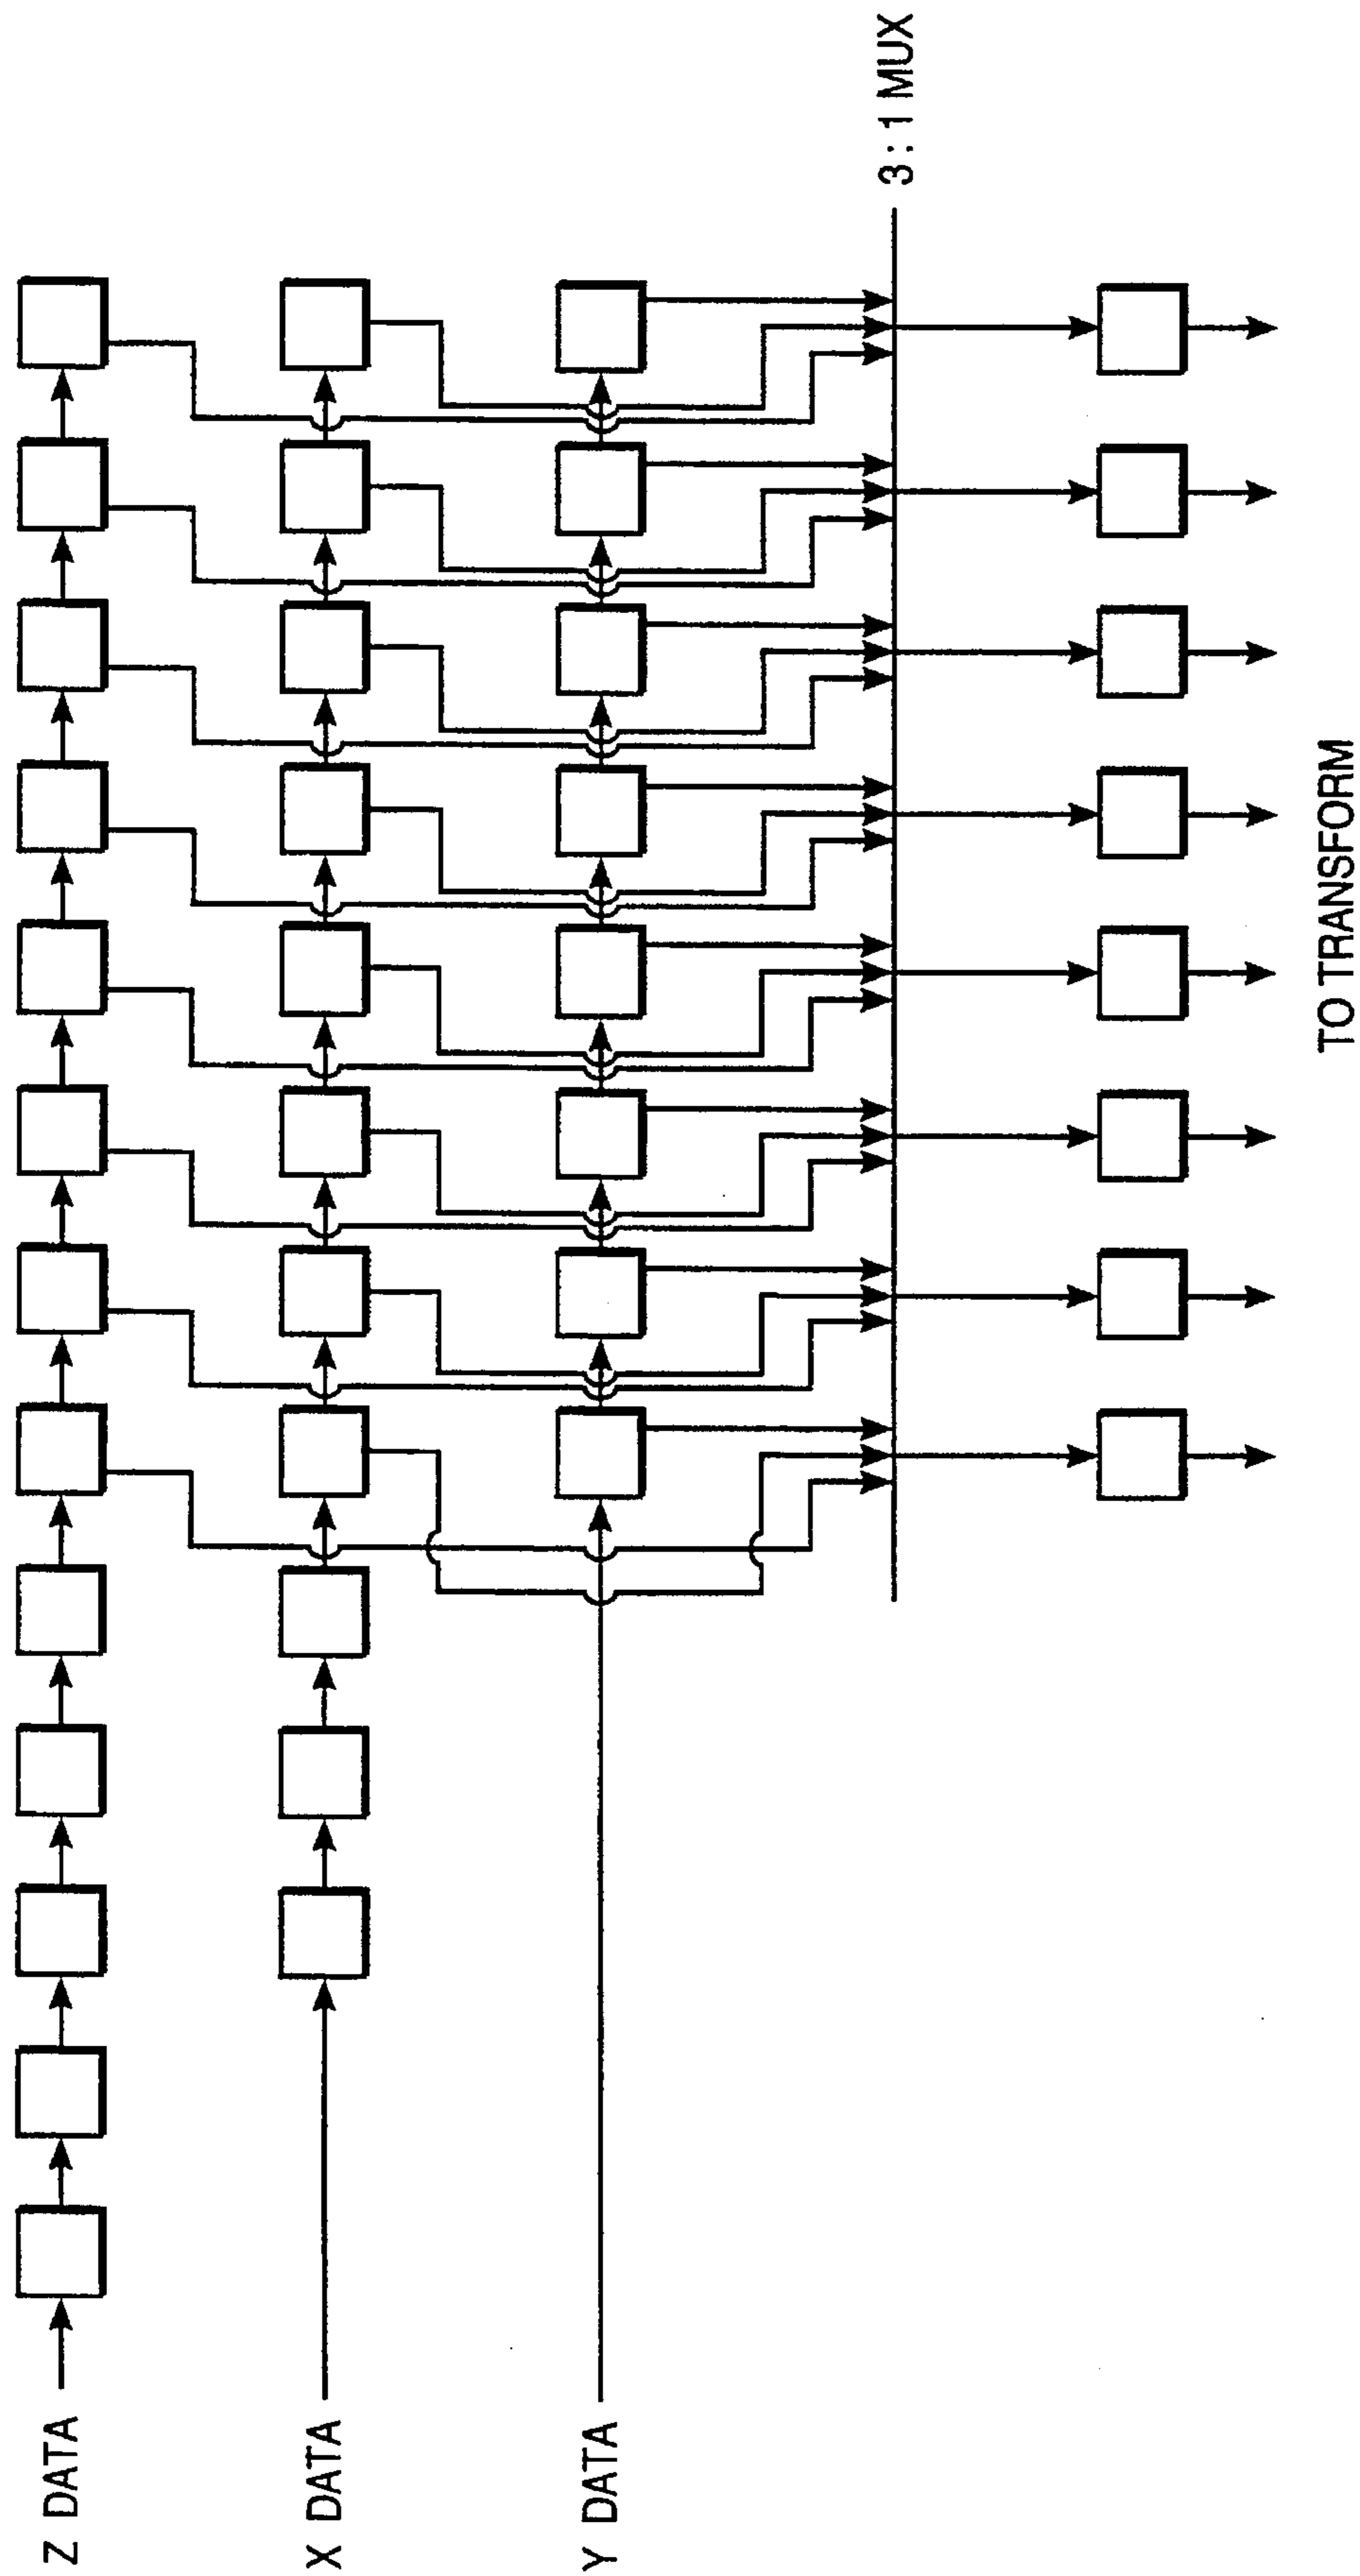 Z DATA
X DATA
Y DATA
3:1 MUX
TO TRANSFORM